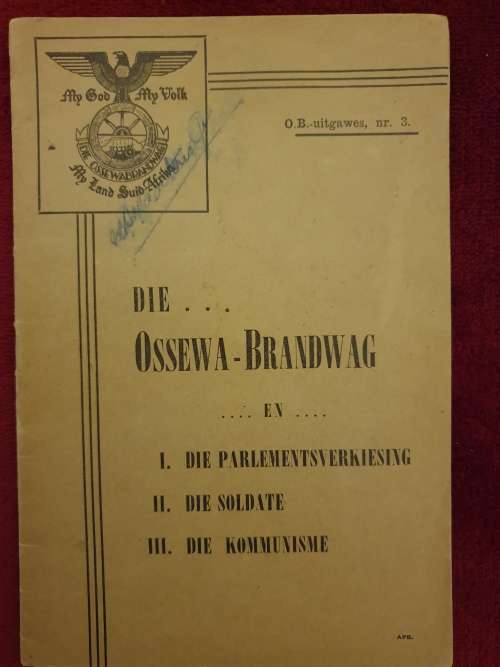 My God My Volk
DIE OSSEWABRANDWAG
My Land Suid-Afrika
O.B.-uitgawes, nr. 3.
DIE . . .
OSSEWA-BRANDWAG
.... EN ....
I. DIE PARLEMENTSVERKIESING
II. DIE SOLDATE
III. DIE KOMMUNISME
APB.